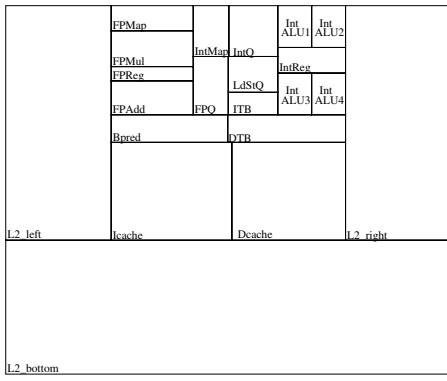 FPMap
Int ALU1
Int ALU2
IntMap
IntQ
FPMul
IntReg
FPReg
LdStQ
Int ALU3
Int ALU4
FPAdd
FPQ
ITB
Bpred
DTB
L2_left
Icache
Dcache
L2_right
L2_bottom